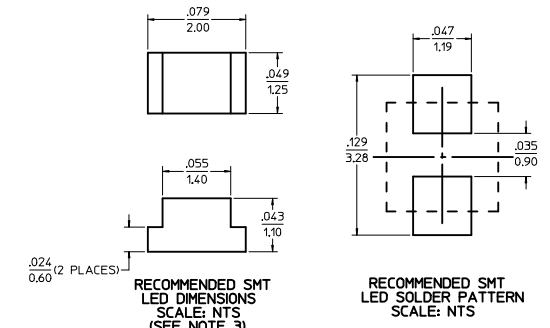 .079
2.00
.049
1.25
.055
1.40
.043
1.10
.024
0.60 (2 PLACES)
RECOMMENDED SMT
LED DIMENSIONS
SCALE: NTS
(SEE NOTE 3)
.047
1.19
.129
3.28
.035
0.90
RECOMMENDED SMT
LED SOLDER PATTERN
SCALE: NTS